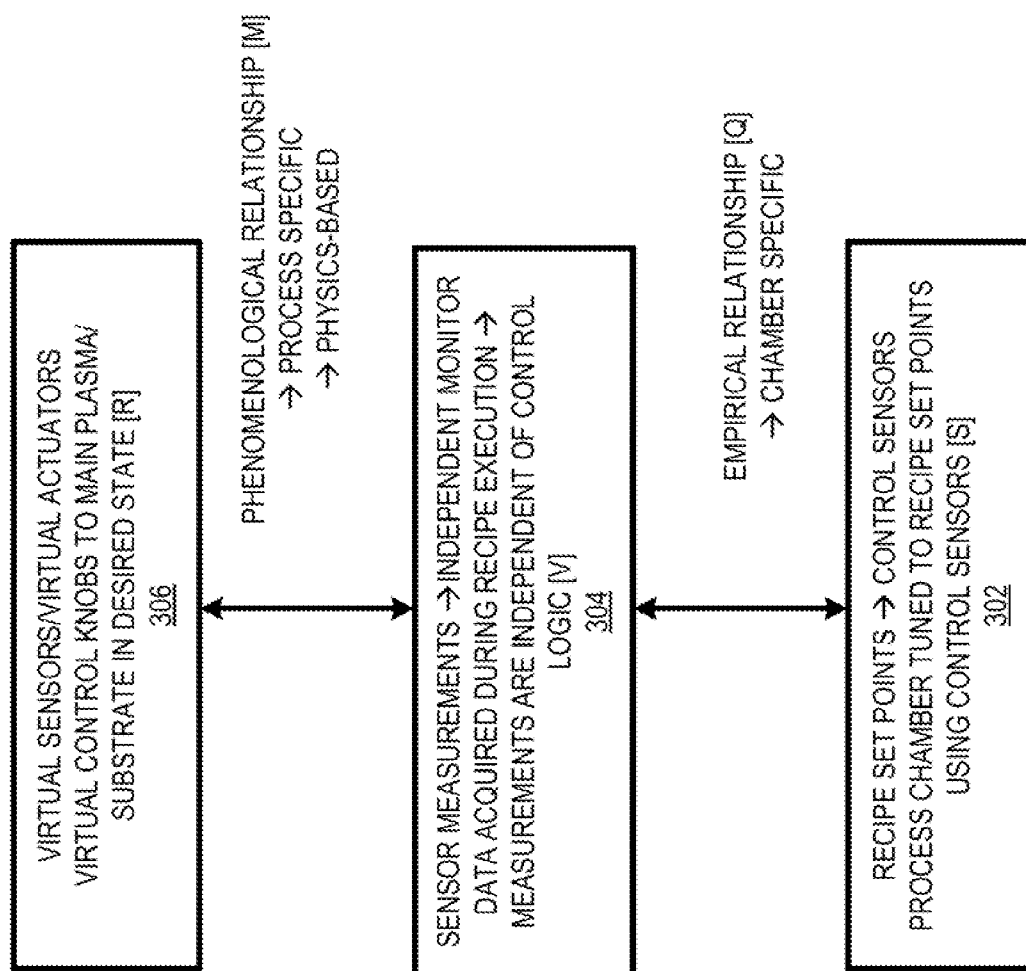 VIRTUAL SENSORS/VIRTUAL ACTUATORS
VIRTUAL CONTROL KNOBS TO MAIN PLASMA/
SUBSTRATE IN DESIRED STATE [R]
306
PHENOMENOLOGICAL RELATIONSHIP [M]
→ PROCESS SPECIFIC
→ PHYSICS-BASED
SENSOR MEASUREMENTS → INDEPENDENT MONITOR
DATA ACQUIRED DURING RECIPE EXECUTION →
MEASUREMENTS ARE INDEPENDENT OF CONTROL
LOGIC [V]
304
EMPIRICAL RELATIONSHIP [Q]
→ CHAMBER SPECIFIC
RECIPE SET POINTS → CONTROL SENSORS
PROCESS CHAMBER TUNED TO RECIPE SET POINTS
USING CONTROL SENSORS [S]
302